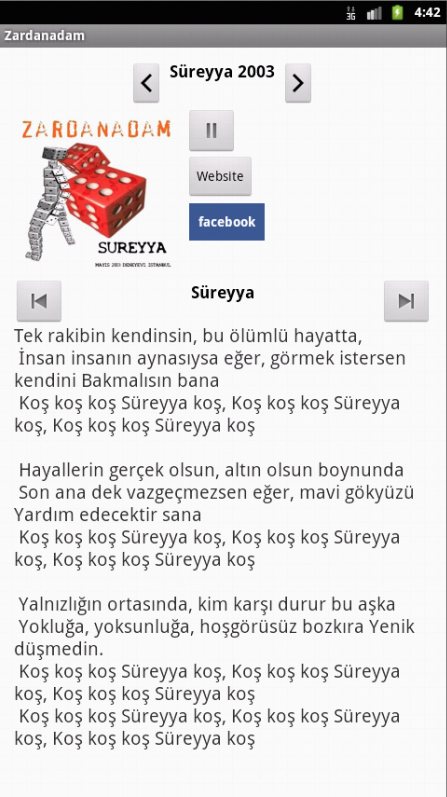 3G 4:42
Zardanadam
Süreyya 2003
ZARDANADAM
SUREYYA
Website
facebook
Süreyya
Tek rakibin kendinsin, bu ölümlü hayatta,
İnsan insanın aynasıysa eğer, görmek istersen
kendini Bakmalısın bana
Koş koş koş Süreyya koş, Koş koş koş Süreyya
koş, Koş koş koş Süreyya koş
Hayallerin gerçek olsun, altın olsun boynunda
Son ana dek vazgeçmezsen eğer, mavi gökyüzü
Yardım edecektir sana
Koş koş koş Süreyya koş, Koş koş koş Süreyya
koş, Koş koş koş Süreyya koş
Yalnızlığın ortasında, kim karşı durur bu aşka
Yokluğa, yoksunluğa, hoşgörüsüz bozkıra Yenik
düşmedin.
Koş koş koş Süreyya koş, Koş koş koş Süreyya
koş, Koş koş koş Süreyya koş
Koş koş koş Süreyya koş, Koş koş koş Süreyya
koş, Koş koş koş Süreyya koş